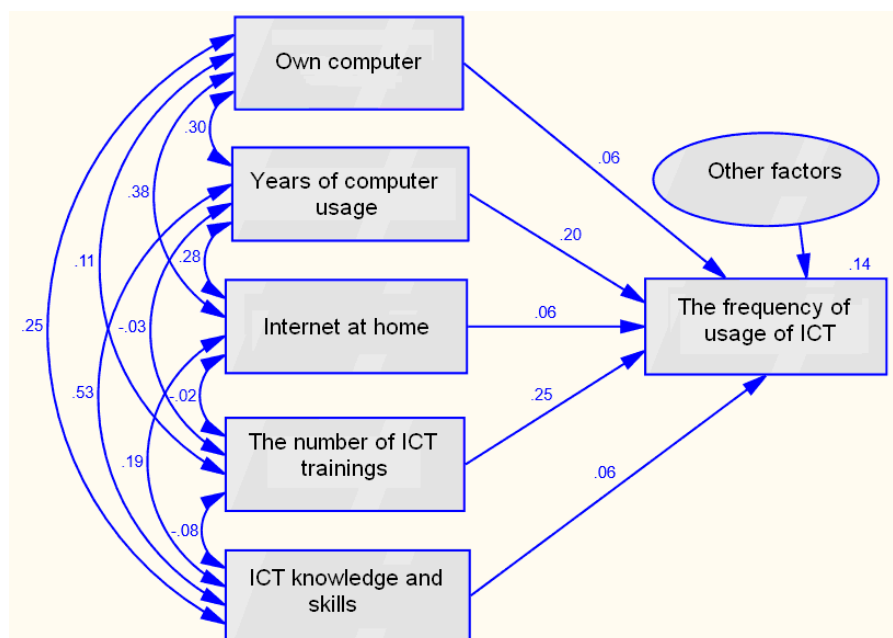 Own computer
.30
.06
Years of computer
usage
Other factors
.38
.20
.11
.28
.14
The frequency of
usage of ICT
.25
-.03
Internet at home
.06
.53
-.02
.25
The number of ICT
trainings
.19
.06
-.08
ICT knowledge and
skills